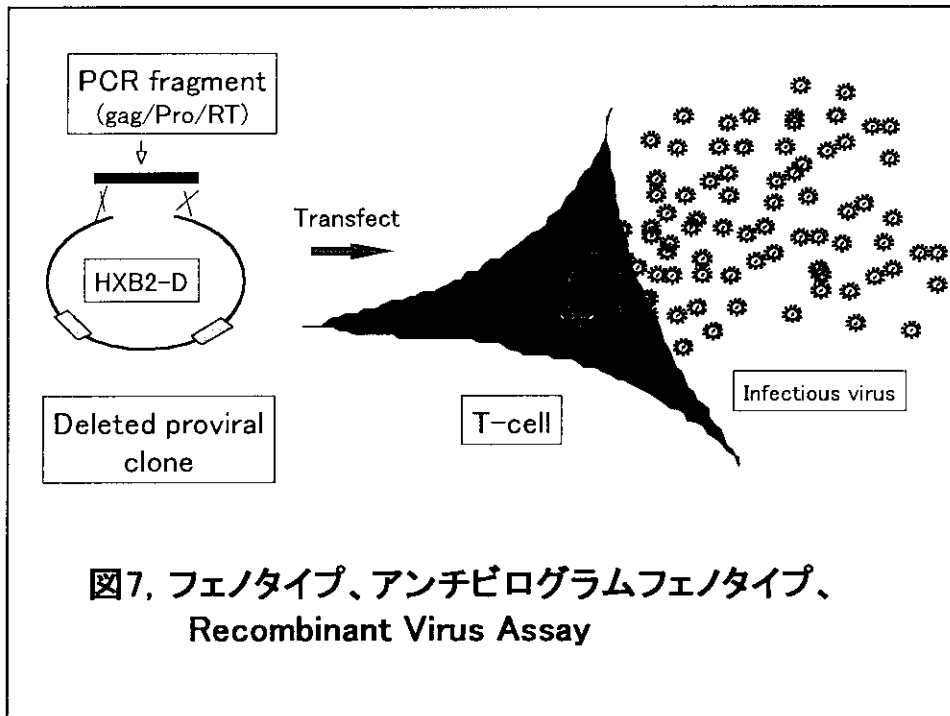 PCR fragment
(gag/Pro/RT)
HXB2-D
Transfect
Deleted proviral
clone
T-cell
Infectious virus
図7, フェノタイプ、アンチビログラムフェノタイプ、
Recombinant Virus Assay